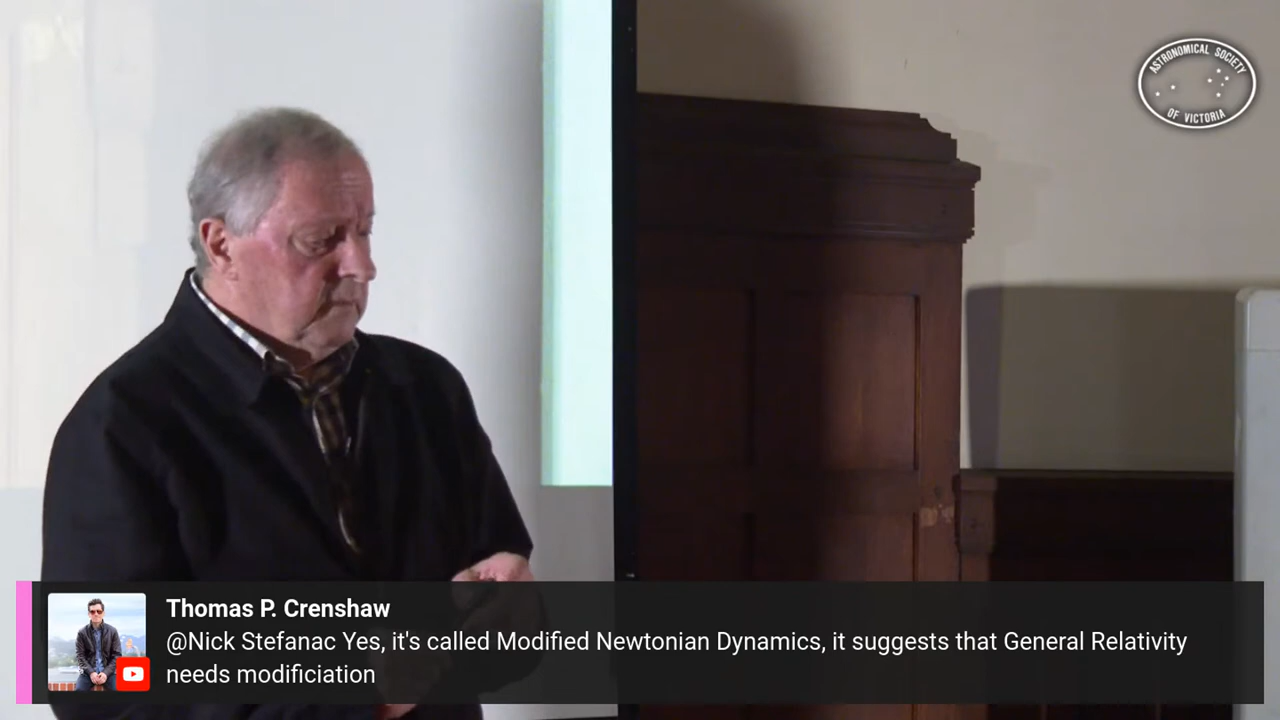 ASTRONOMICAL SOCIETY
OF VICTORIA
Thomas P. Crenshaw
@Nick Stefanac Yes, it's called Modified Newtonian Dynamics, it suggests that General Relativity
needs modificiation